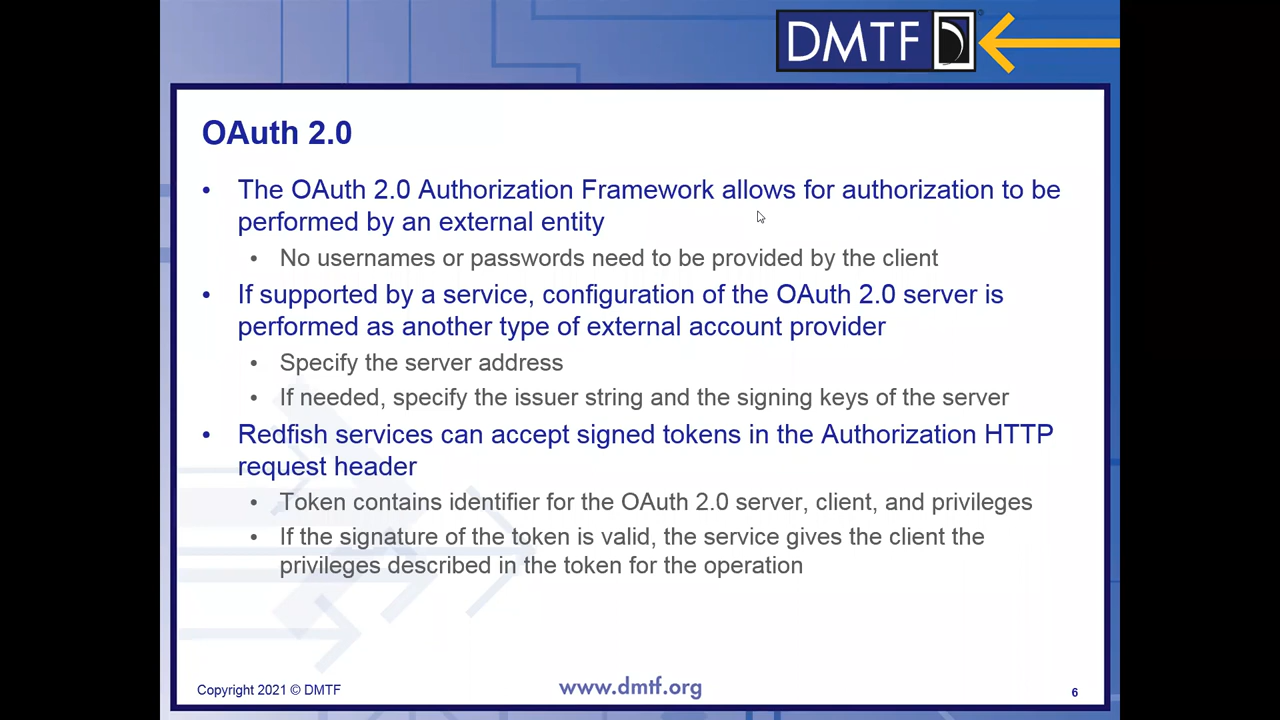 DMTF
OAuth 2.0
• The OAuth 2.0 Authorization Framework allows for authorization to be
performed by an external entity
• No usernames or passwords need to be provided by the client
• If supported by a service, configuration of the OAuth 2.0 server is
performed as another type of external account provider
• Specify the server address
• If needed, specify the issuer string and the signing keys of the server
• Redfish services can accept signed tokens in the Authorization HTTP
request header
• Token contains identifier for the OAuth 2.0 server, client, and privileges
• If the signature of the token is valid, the service gives the client the
privileges described in the token for the operation
Copyright 2021 © DMTF
www.dmtf.org
6